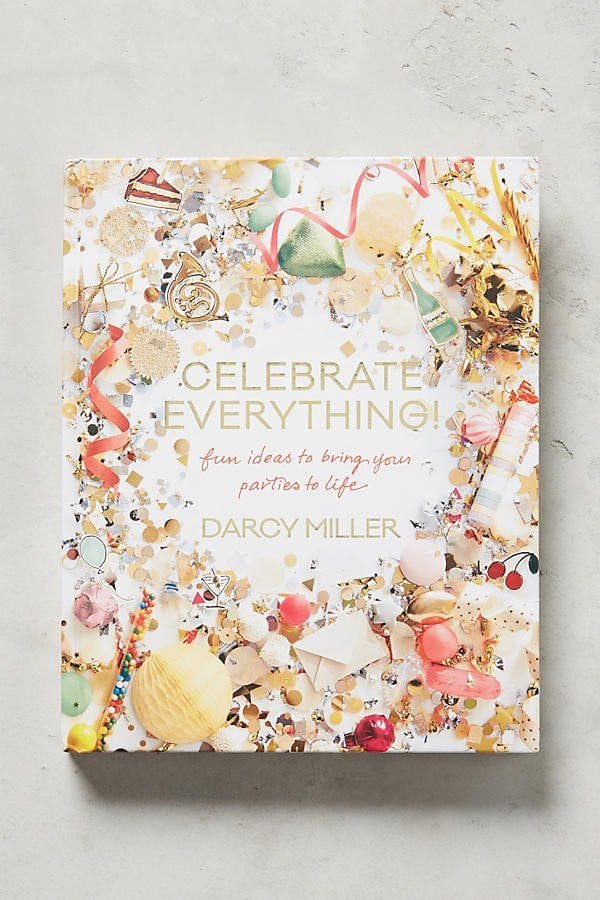 CELEBRATE
EVERYTHING!
fun ideas to bring your
parties to life
DARCY MILLER